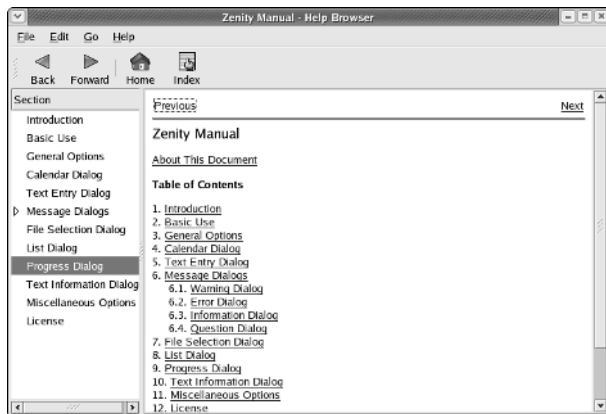 Zenity Manual - Help Browser
File Edit Go Help
Back Forward Home Index
Section
Introduction
Basic Use
General Options
Calendar Dialog
Text Entry Dialog
Message Dialogs
File Selection Dialog
List Dialog
Progress Dialog
Text Information Dialog
Miscellaneous Options
License
Previous Next
Zenity Manual
About This Document
Table of Contents
1. Introduction
2. Basic Use
3. General Options
4. Calendar Dialog
5. Text Entry Dialog
6. Message Dialogs
6.1. Warning Dialog
6.2. Error Dialog
6.3. Information Dialog
6.4. Question Dialog
7. File Selection Dialog
8. List Dialog
9. Progress Dialog
10. Text Information Dialog
11. Miscellaneous Options
12. License